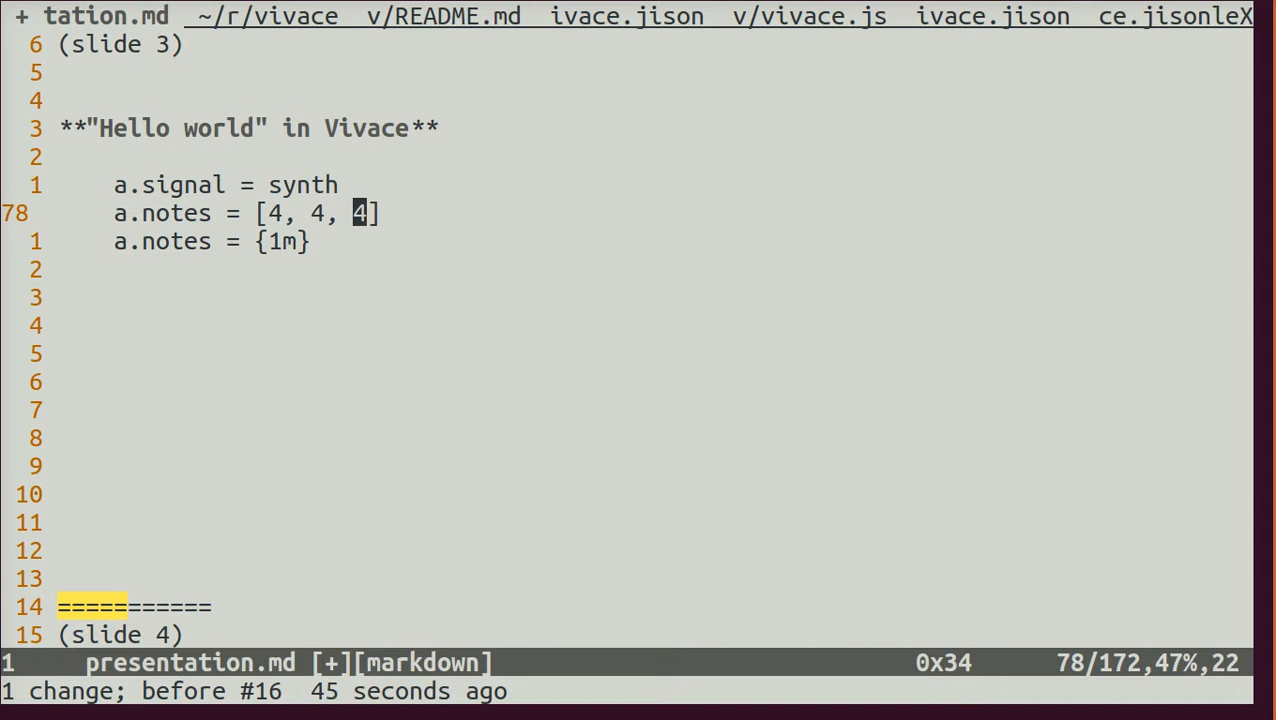 + tation.md  ~/r/vivace  v/README.md  ivace.jison  v/vivace.js  ivace.jison  ce.jisonleX
6 (slide 3)
5
4
3 **"Hello world" in Vivace**
2
1     a.signal = synth
78     a.notes = [4, 4, 4]
1     a.notes = {1m}
2
3
4
5
6
7
8
9
10
11
12
13
14 ===========
15 (slide 4)
1     presentation.md [+][markdown]     0x34     78/172,47%,22
1 change; before #16  45 seconds ago